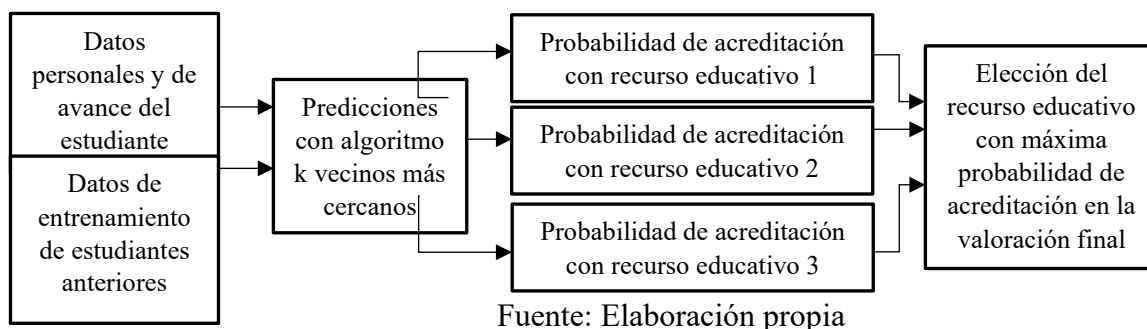 Datos
personales y de
avance del
estudiante
Datos de
entrenamiento
de estudiantes
anteriores
Predicciones
con algoritmo
k vecinos más
cercanos
Probabilidad de acreditación
con recurso educativo 1
Probabilidad de acreditación
con recurso educativo 2
Probabilidad de acreditación
con recurso educativo 3
Elección del
recurso educativo
con máxima
probabilidad de
acreditación en la
valoración final
Fuente: Elaboración propia